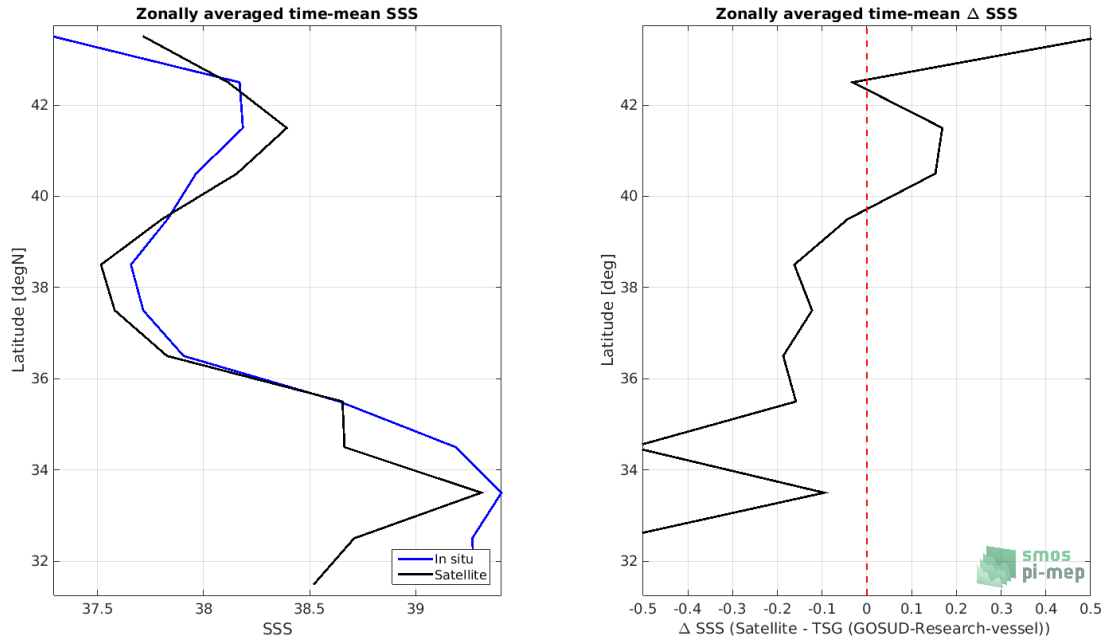 Zonally averaged time-mean SSS
42
40
38
36
34
32
Latitude [degN]
37.5 38 38.5 39
SSS
In situ
Satellite
Zonally averaged time-mean Δ SSS
42
40
38
36
34
32
Latitude [deg]
-0.5 -0.4 -0.3 -0.2 -0.1 0 0.1 0.2 0.3 0.4 0.5
Δ SSS (Satellite - TSG (GOSUD-Research-vessel))
smos
pi-mep